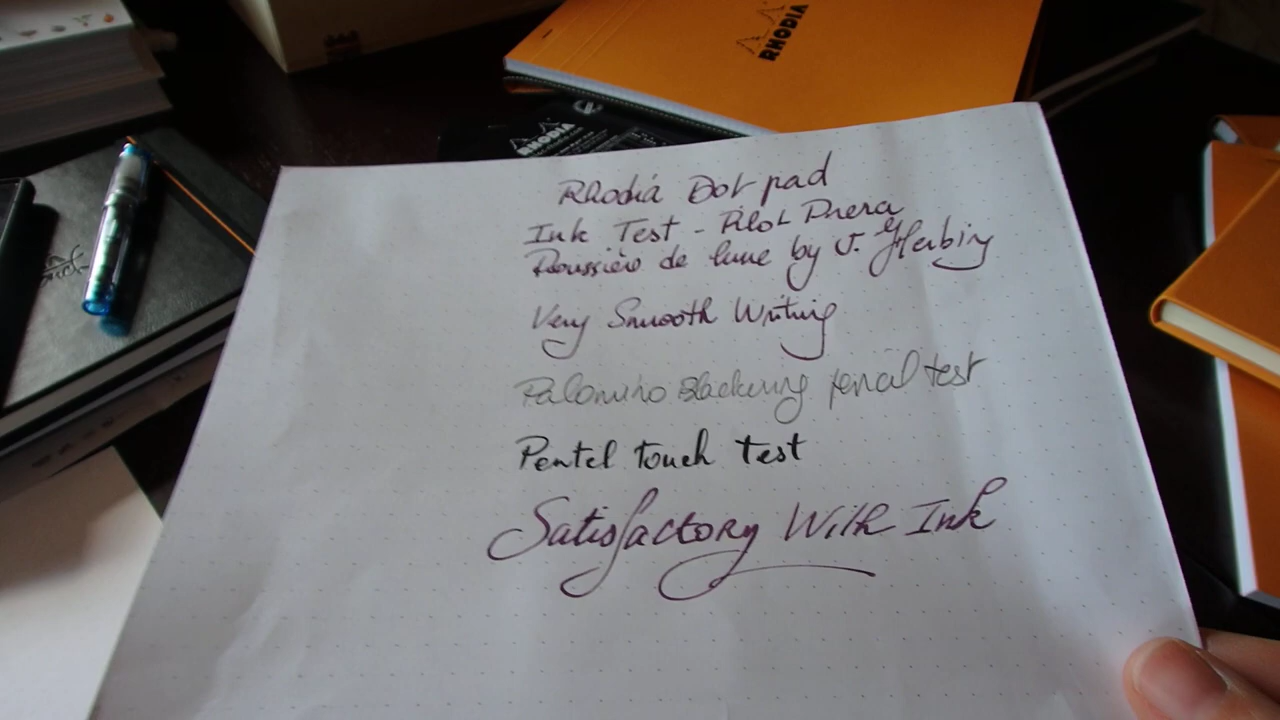 RHODIA
RHODIA
Rhodia Dot pad
Ink Test - Pilot Prera
Poussière de lune by J. Herbin
Very Smooth Writing
Palomino Blackwing pencil test
Pentel touch test
Satisfactory With Ink